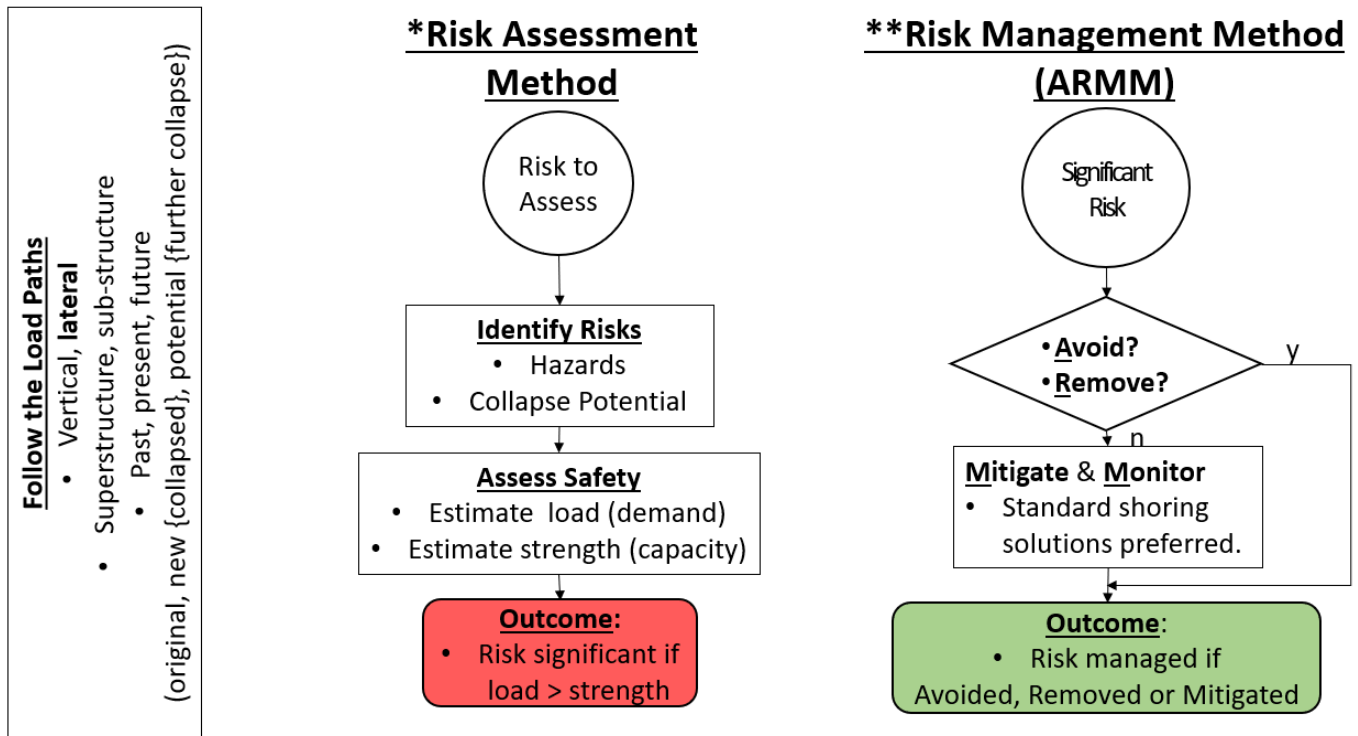 Follow the Load Paths
• Vertical, lateral
• Superstructure, sub-structure
• Past, present, future
(original, new {collapsed}, potential {further collapse})
*Risk Assessment
Method
Risk to
Assess
Identify Risks
• Hazards
• Collapse Potential
Assess Safety
• Estimate load (demand)
• Estimate strength (capacity)
Outcome:
• Risk significant if
load > strength
**Risk Management Method
(ARMM)
Significant
Risk
• Avoid?
• Remove?
y
n
Mitigate & Monitor
• Standard shoring
solutions preferred.
Outcome:
• Risk managed if
Avoided, Removed or Mitigated